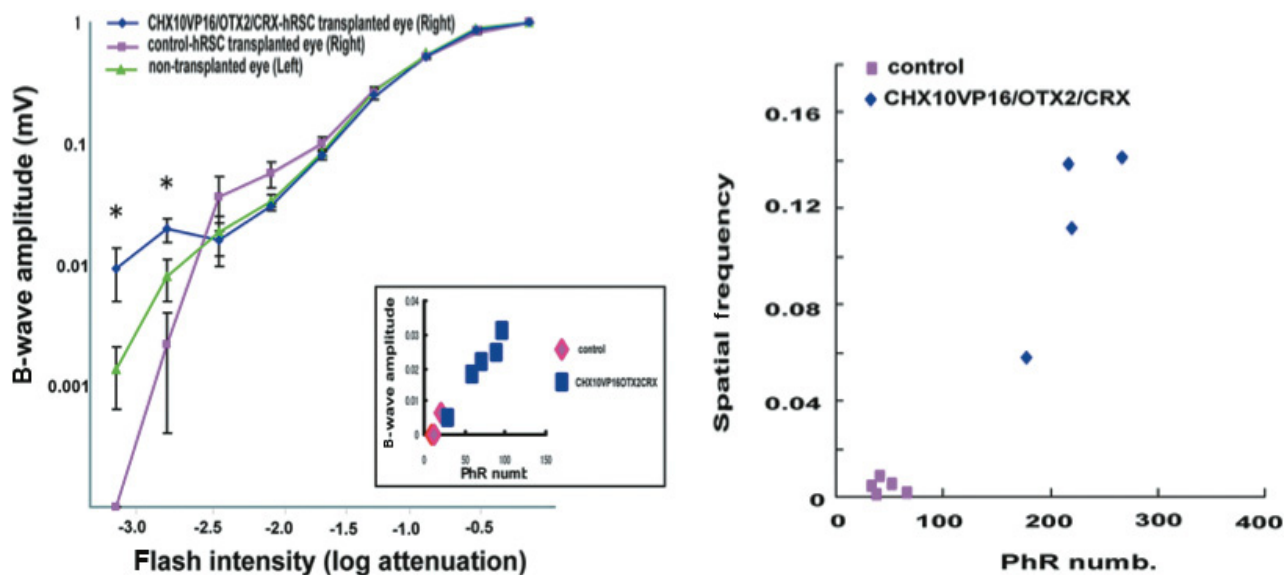 1
CHX10VP16/OTX2/CRX-hRSC transplanted eye (Right)
control-hRSC transplanted eye (Right)
non-transplanted eye (Left)
B-wave amplitude (mV)
0.1
0.01
0.001
*
*
-3.0 -2.5 -2.0 -1.5 -1.0 -0.5
Flash intensity (log attenuation)
B-wave amplitude
0.04
0.03
0.02
0.01
0
0 50 100 150
PhR numt.
control
CHX10VP16OTX2CRX
control
CHX10VP16/OTX2/CRX
Spatial frequency
0.16
0.12
0.08
0.04
0
0 100 200 300 400
PhR numb.